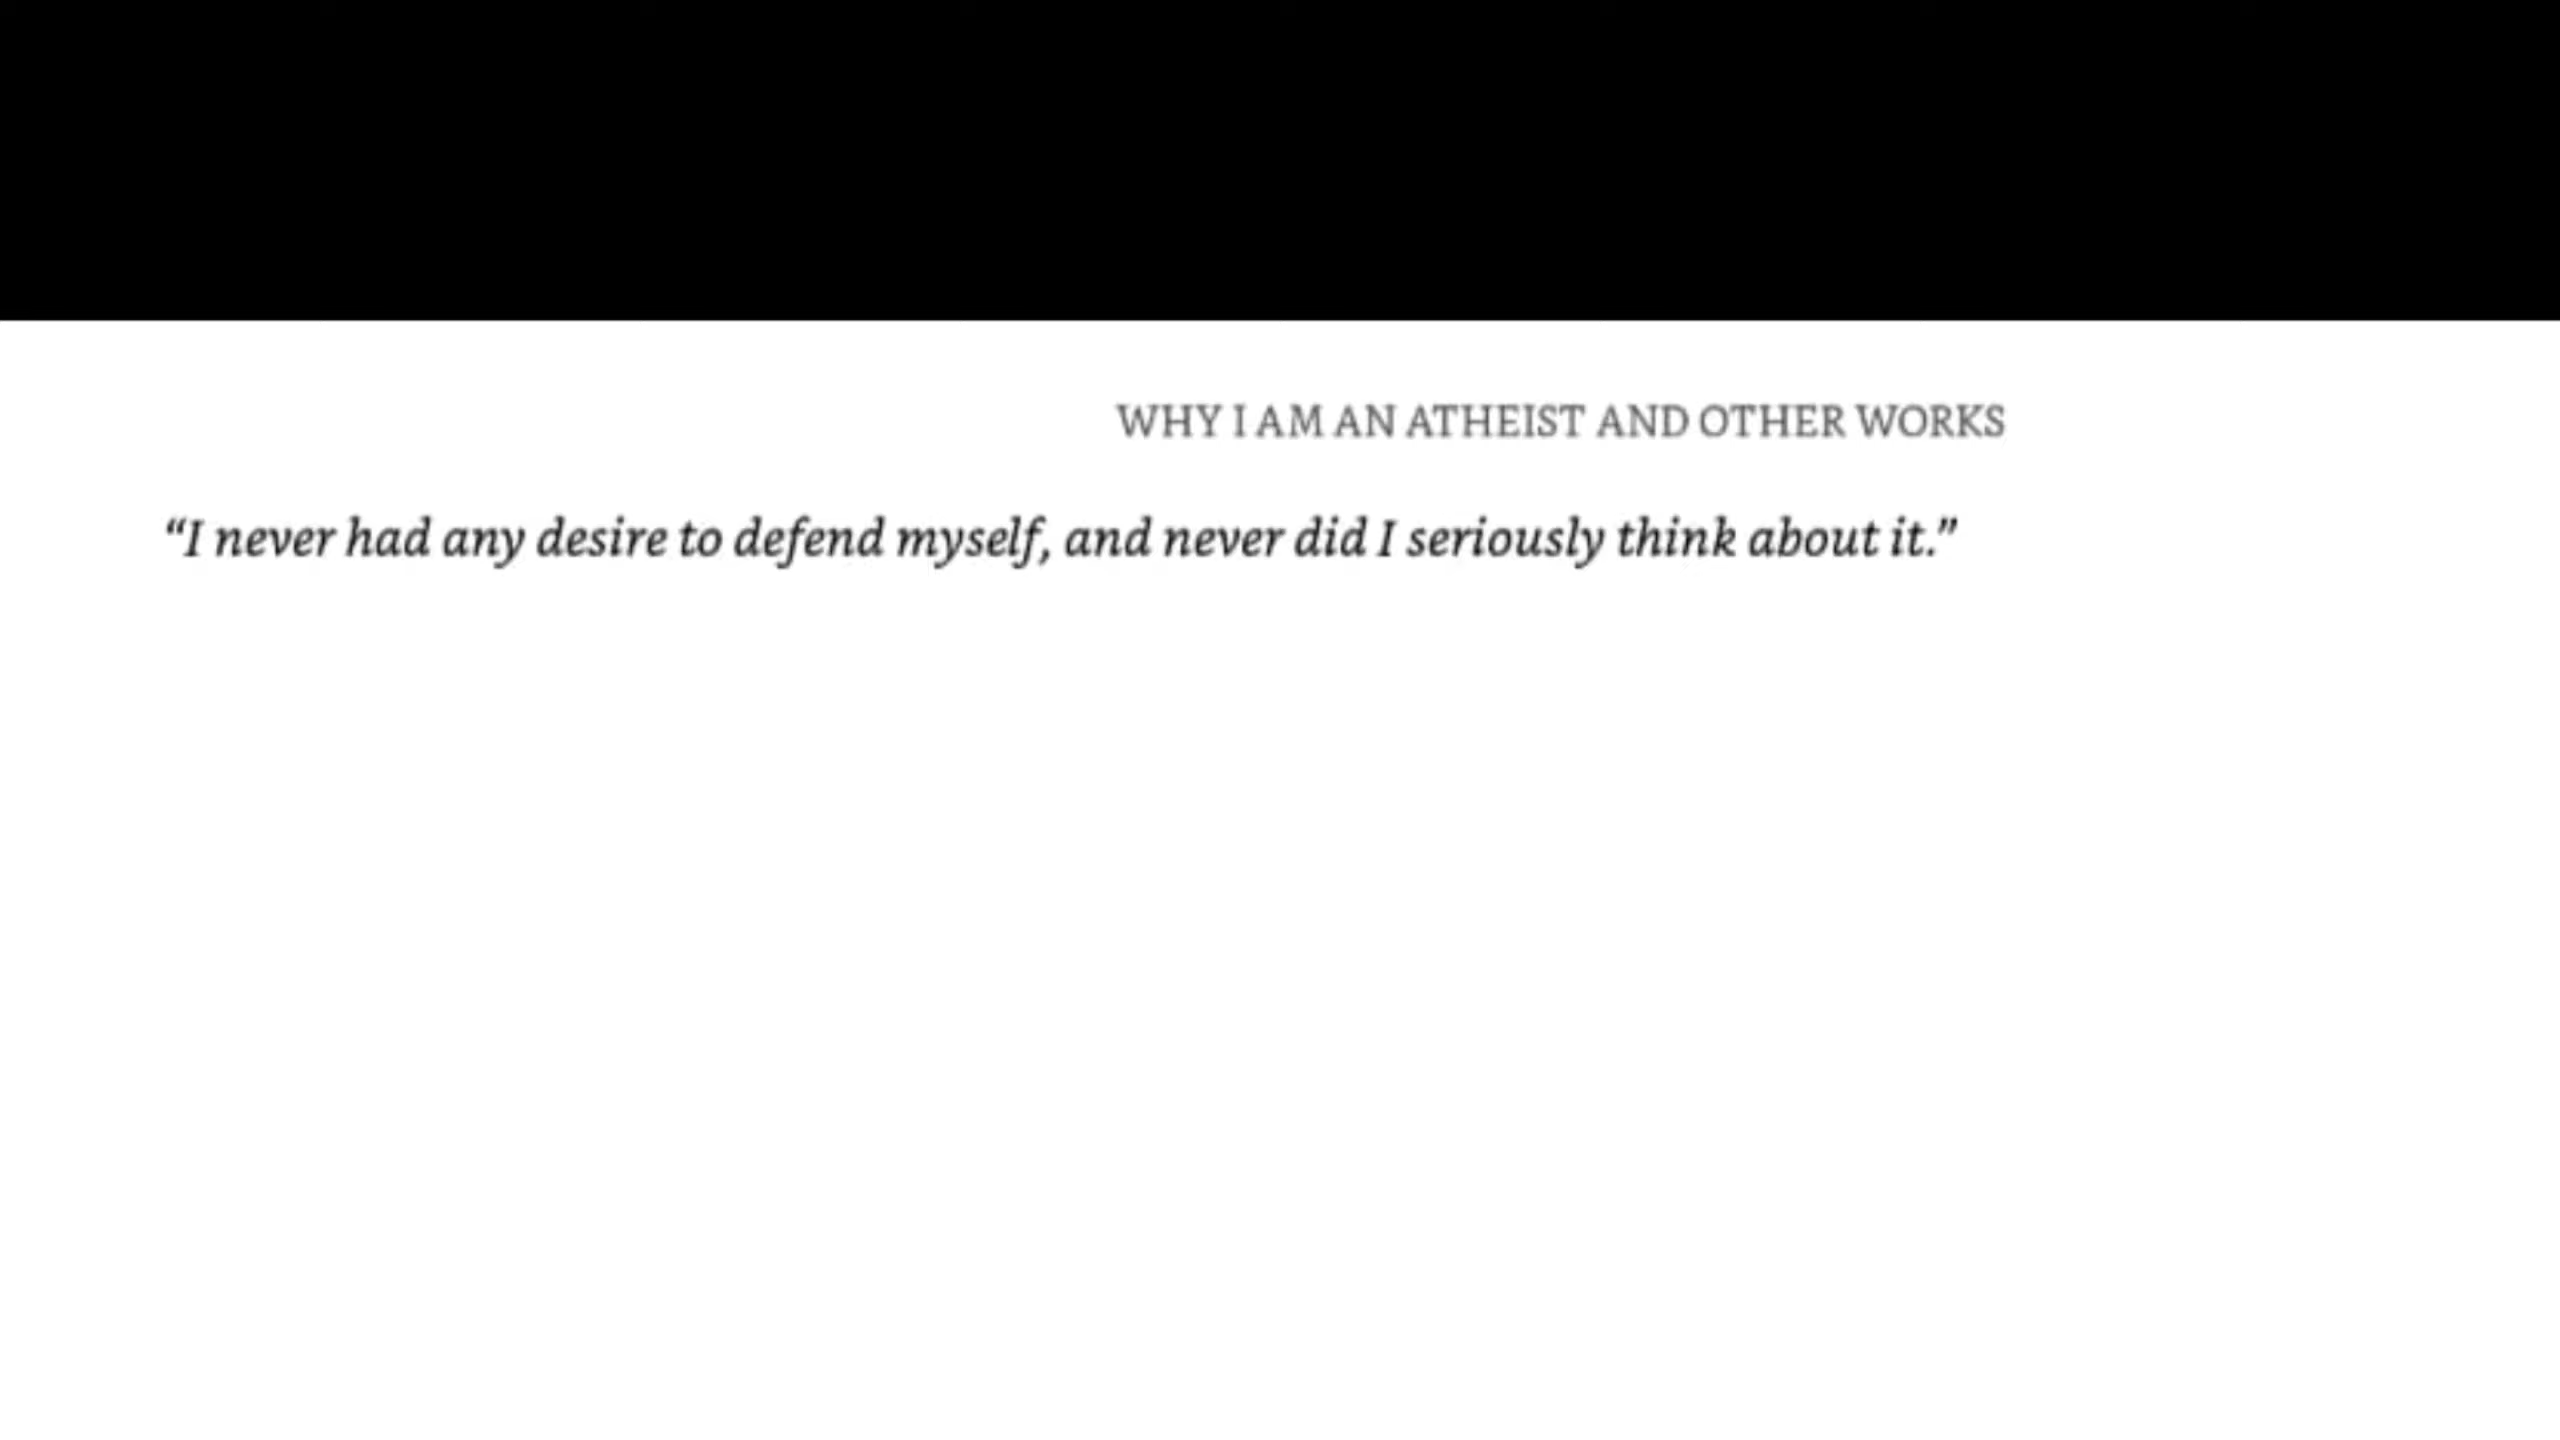 WHY I AM AN ATHEIST AND OTHER WORKS
“I never had any desire to defend myself, and never did I seriously think about it.”